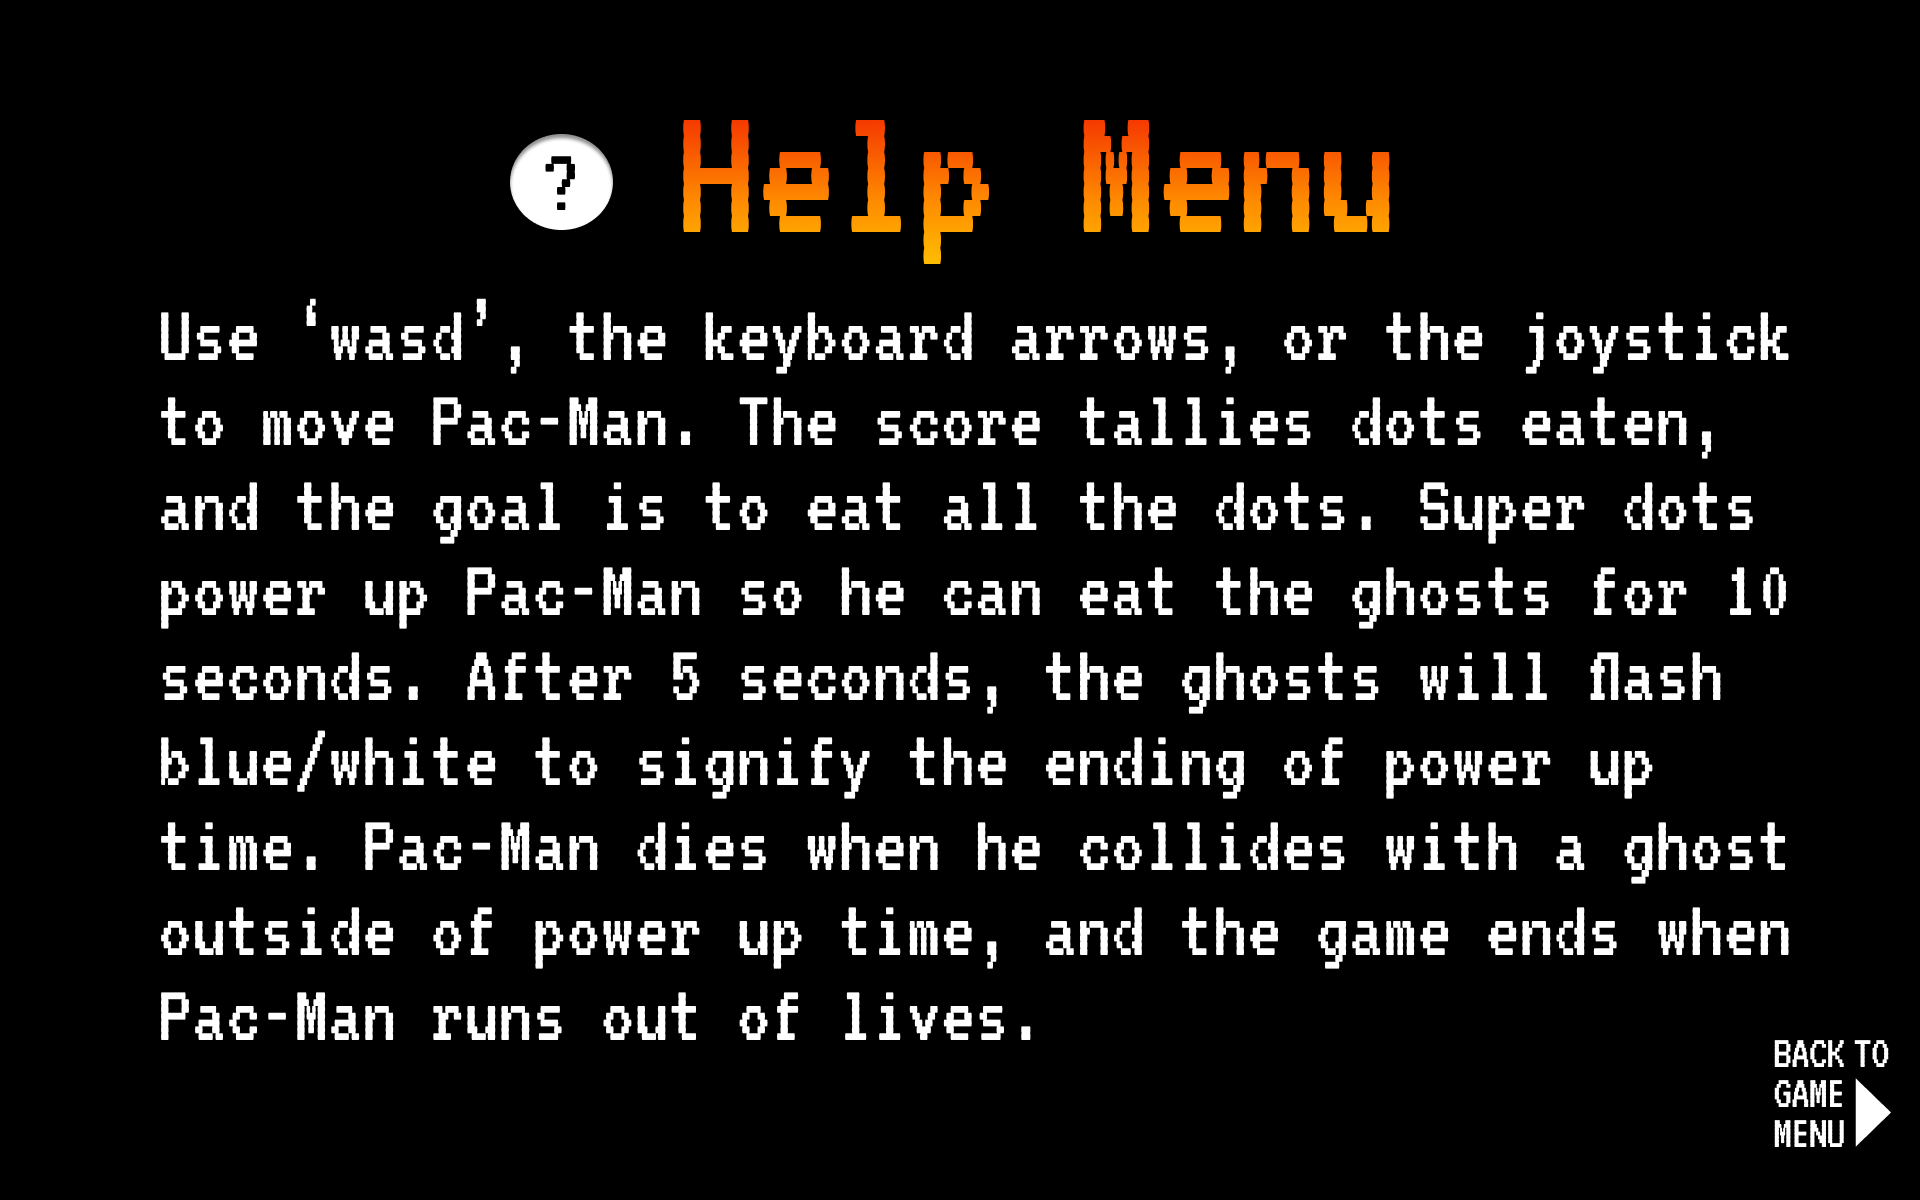 ? Help Menu
Use ‘wasd’, the keyboard arrows, or the joystick
to move Pac-Man. The score tallies dots eaten,
and the goal is to eat all the dots. Super dots
power up Pac-Man so he can eat the ghosts for 10
seconds. After 5 seconds, the ghosts will flash
blue/white to signify the ending of power up
time. Pac-Man dies when he collides with a ghost
outside of power up time, and the game ends when
Pac-Man runs out of lives.
BACK TO
GAME
MENU